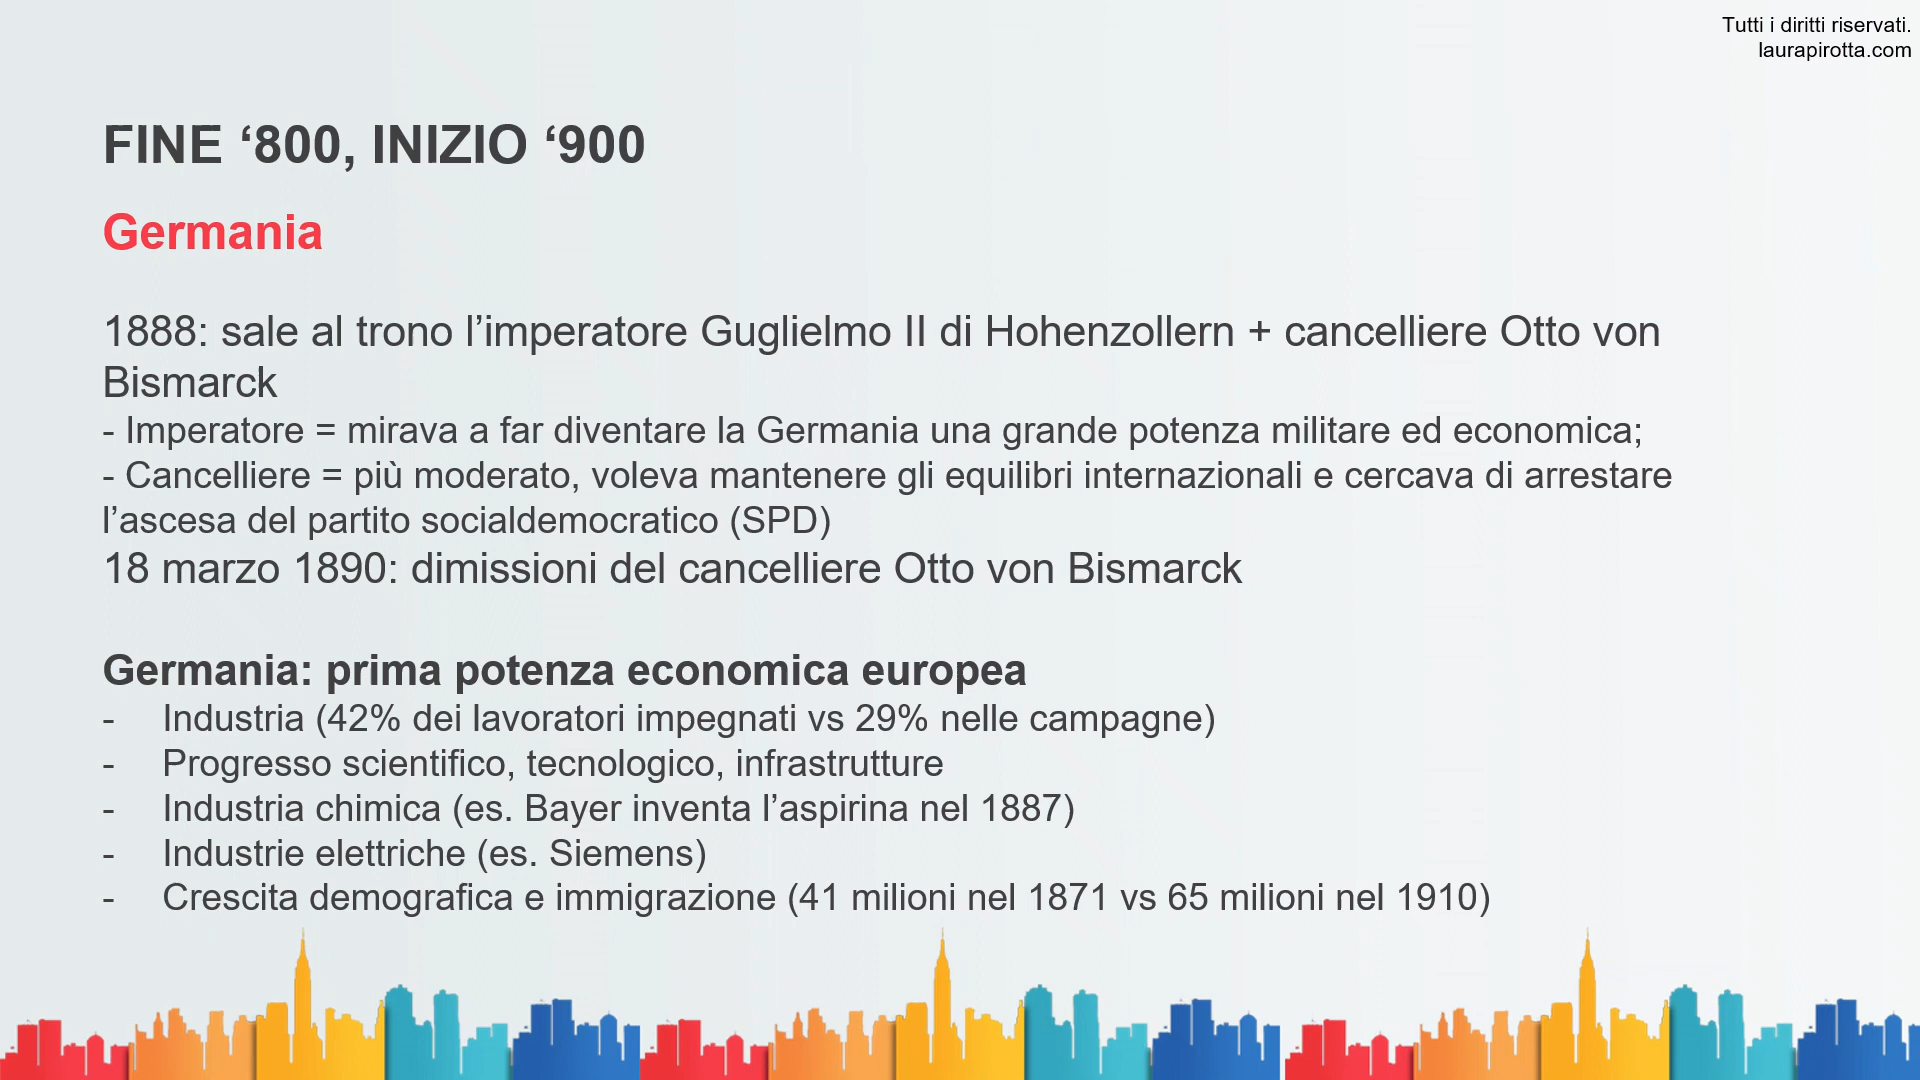 Tutti i diritti riservati.
laurapirotta.com
FINE ‘800, INIZIO ‘900
Germania
1888: sale al trono l’imperatore Guglielmo II di Hohenzollern + cancelliere Otto von
Bismarck
- Imperatore = mirava a far diventare la Germania una grande potenza militare ed economica;
- Cancelliere = più moderato, voleva mantenere gli equilibri internazionali e cercava di arrestare
l’ascesa del partito socialdemocratico (SPD)
18 marzo 1890: dimissioni del cancelliere Otto von Bismarck
Germania: prima potenza economica europea
- Industria (42% dei lavoratori impegnati vs 29% nelle campagne)
- Progresso scientifico, tecnologico, infrastrutture
- Industria chimica (es. Bayer inventa l’aspirina nel 1887)
- Industrie elettriche (es. Siemens)
- Crescita demografica e immigrazione (41 milioni nel 1871 vs 65 milioni nel 1910)